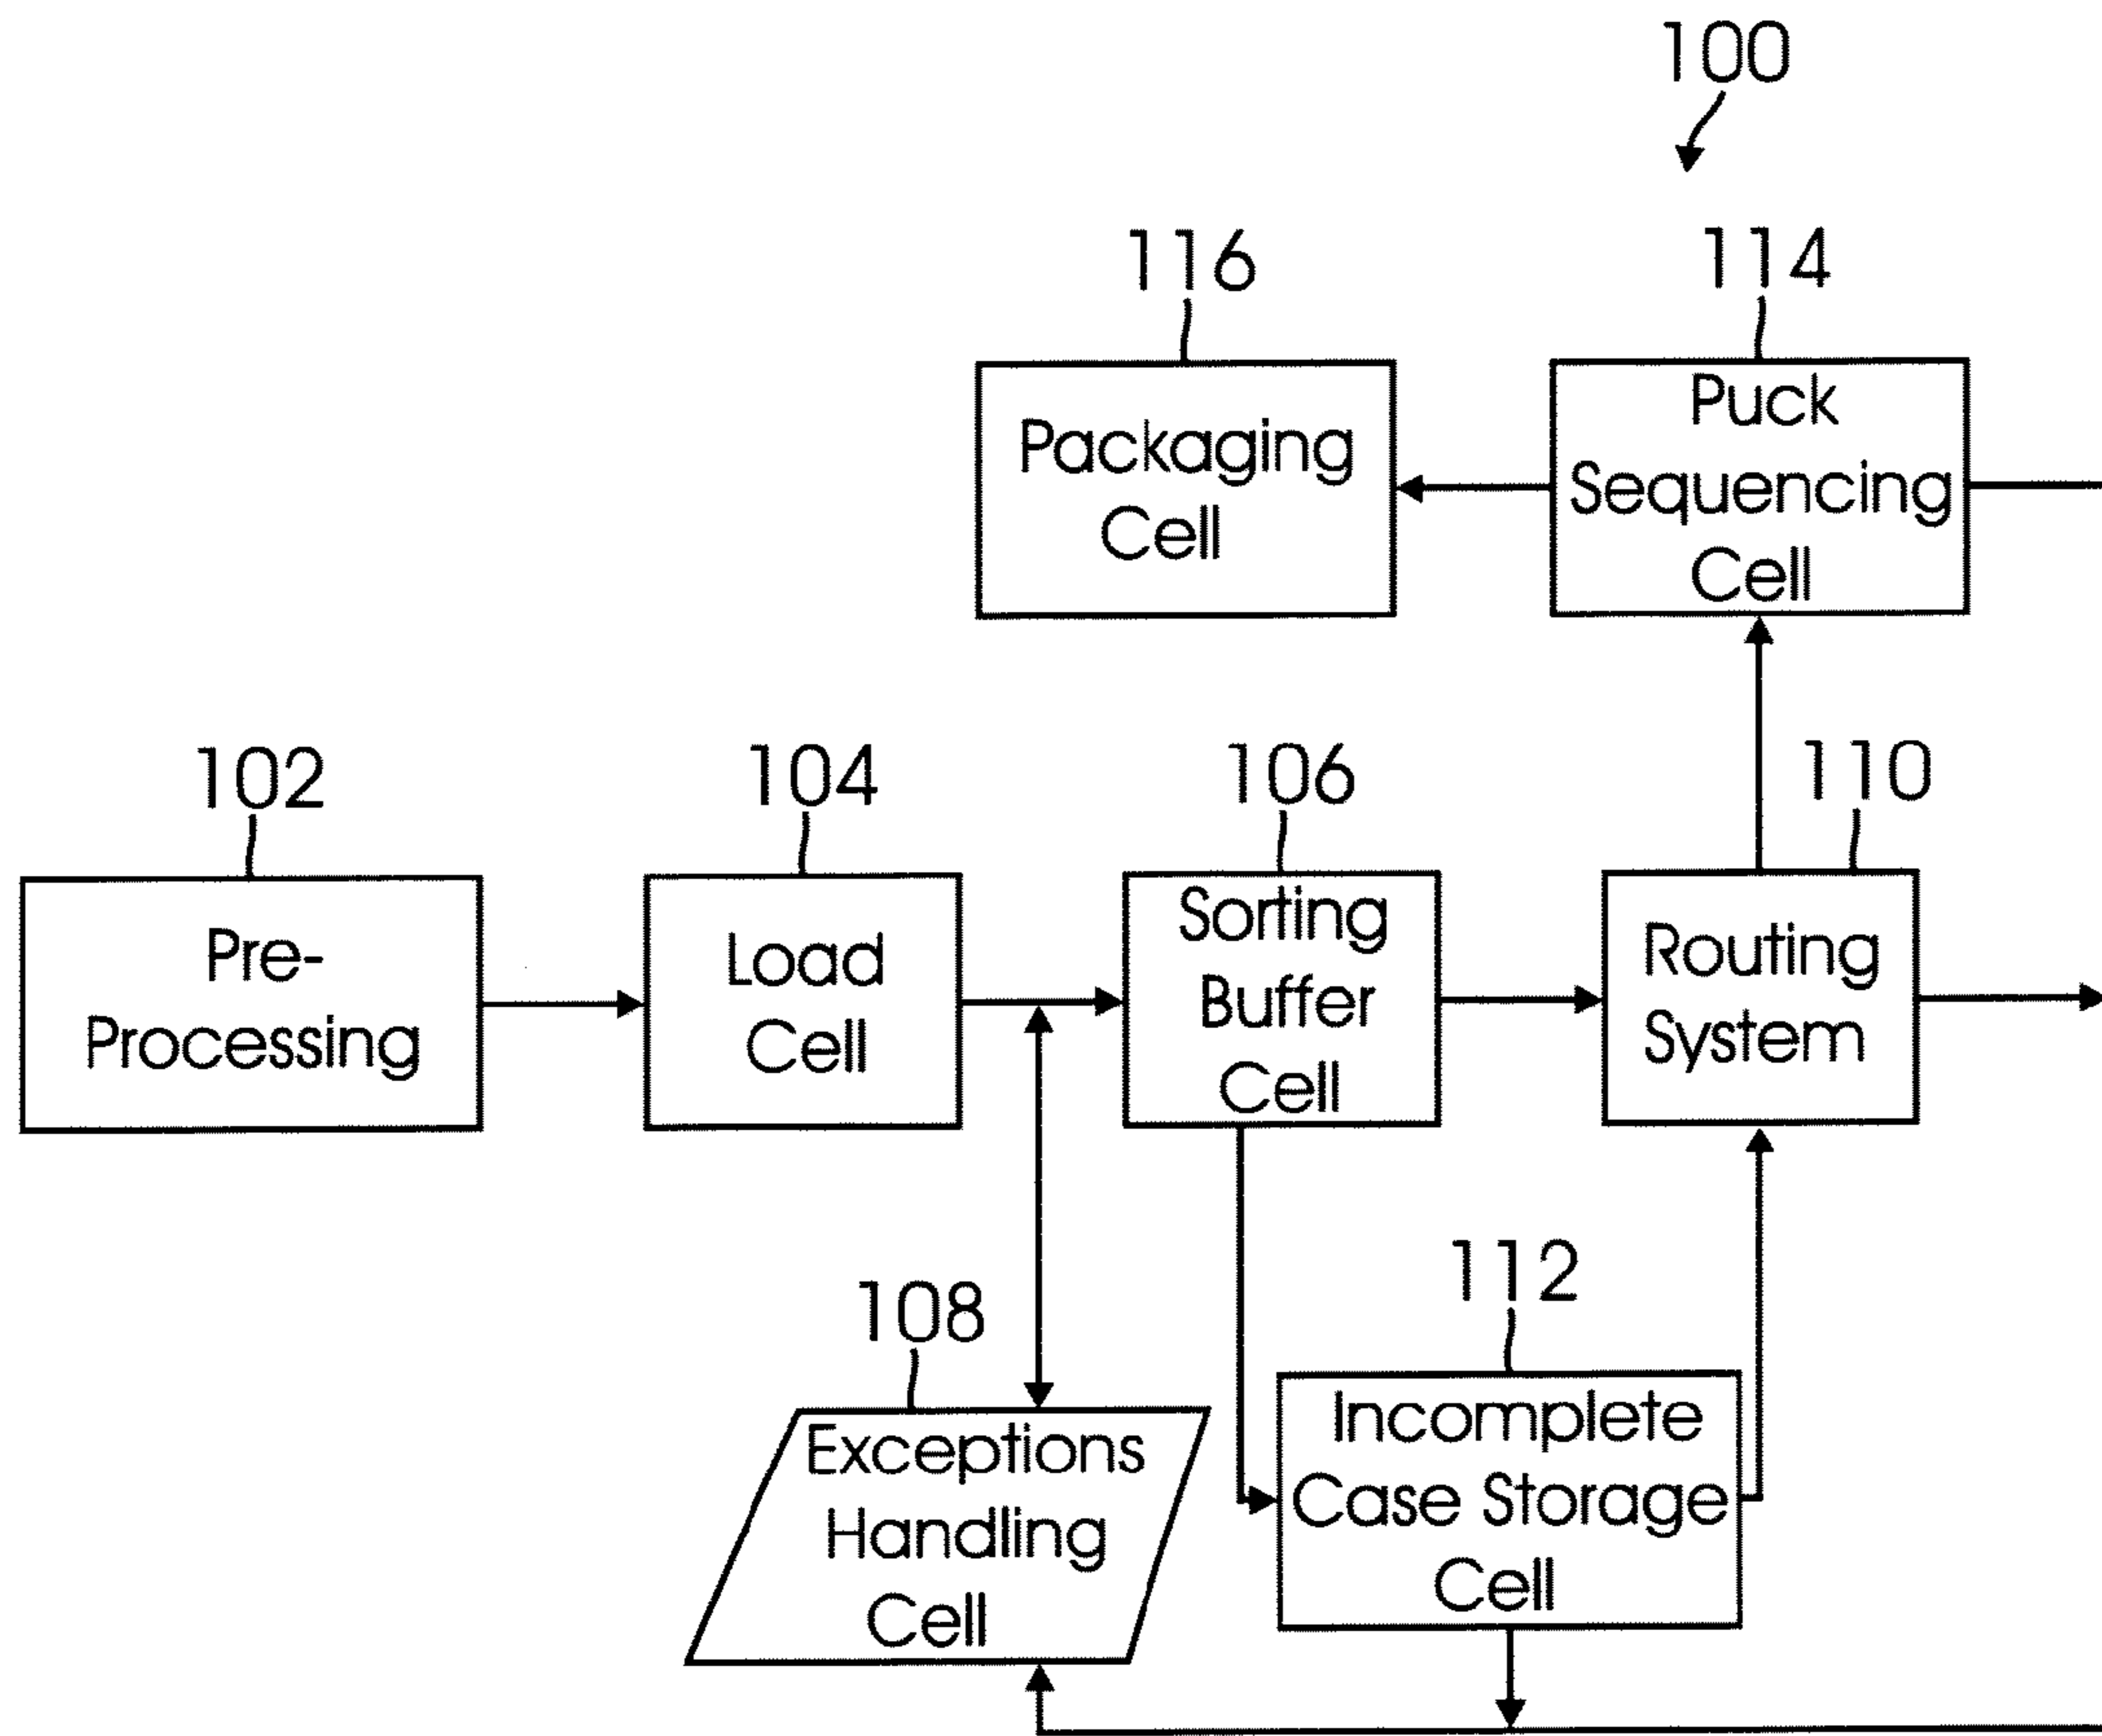 100
116
114
Packaging
Cell
Puck
Sequencing
Cell
102
104
106
110
Pre-
Processing
Load
Cell
Sorting
Buffer
Cell
Routing
System
108
112
Exceptions
Handling
Cell
Incomplete
Case Storage
Cell